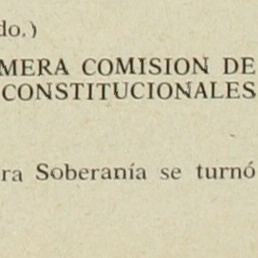 do.)
MERA COMISION DE
CONSTITUCIONALES
ra Soberanía se turnó